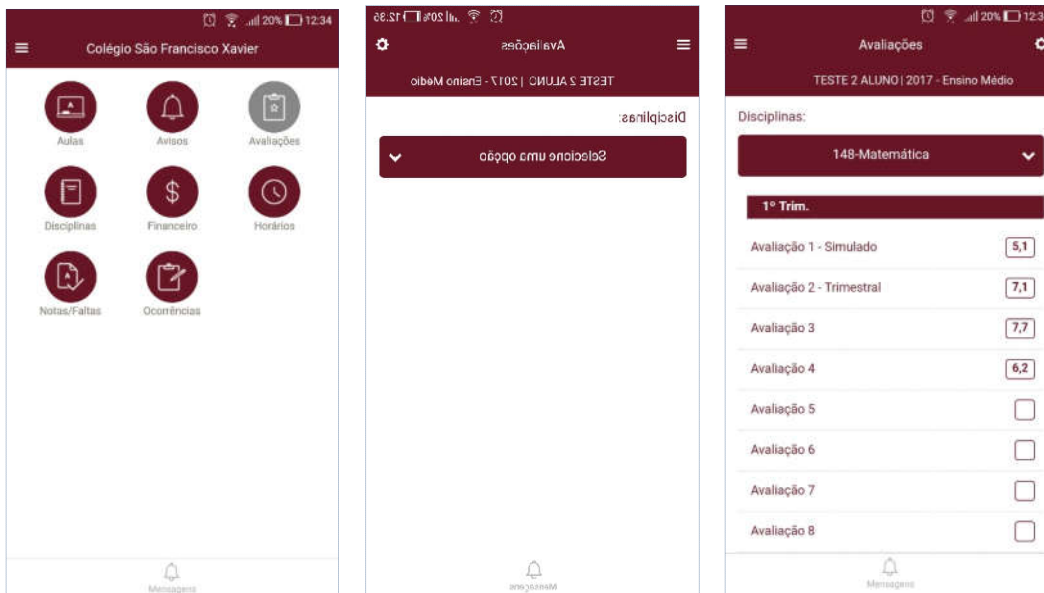 20% 12:34
Colégio São Francisco Xavier
Aulas
Avisos
Avaliações
Disciplinas
Financeiro
Horários
Notas/Faltas
Ocorrências
Mensagens
20% 12:35
Avaliações
TESTE 2 ALUNO | 2017 - Ensino Médio
Disciplinas:
Selecione uma opção
Mensagens
20% 12:3
Avaliações
TESTE 2 ALUNO | 2017 - Ensino Médio
Disciplinas:
148-Matemática
1º Trim.
Avaliação 1 - Simulado 5,1
Avaliação 2 - Trimestral 7,1
Avaliação 3 7,7
Avaliação 4 6,2
Avaliação 5
Avaliação 6
Avaliação 7
Avaliação 8
Mensagens